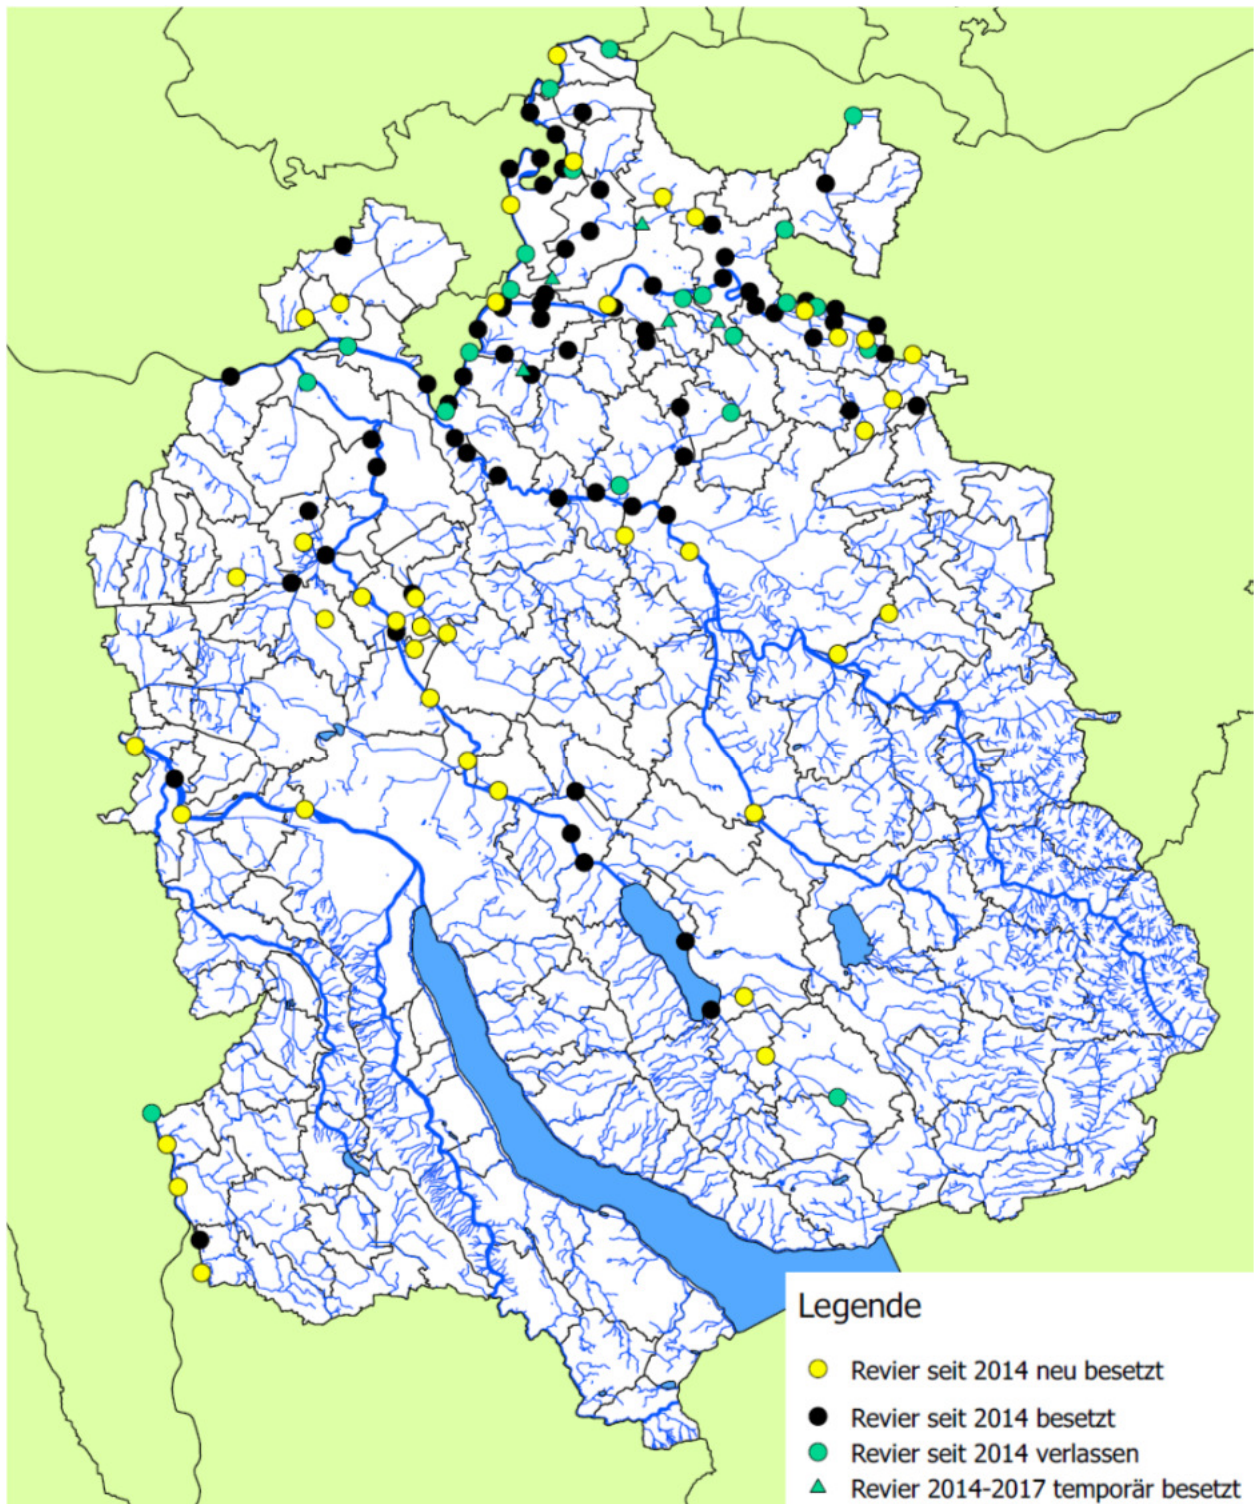 Legende
Revier seit 2014 neu besetzt
Revier seit 2014 besetzt
Revier seit 2014 verlassen
Revier 2014-2017 temporär besetzt